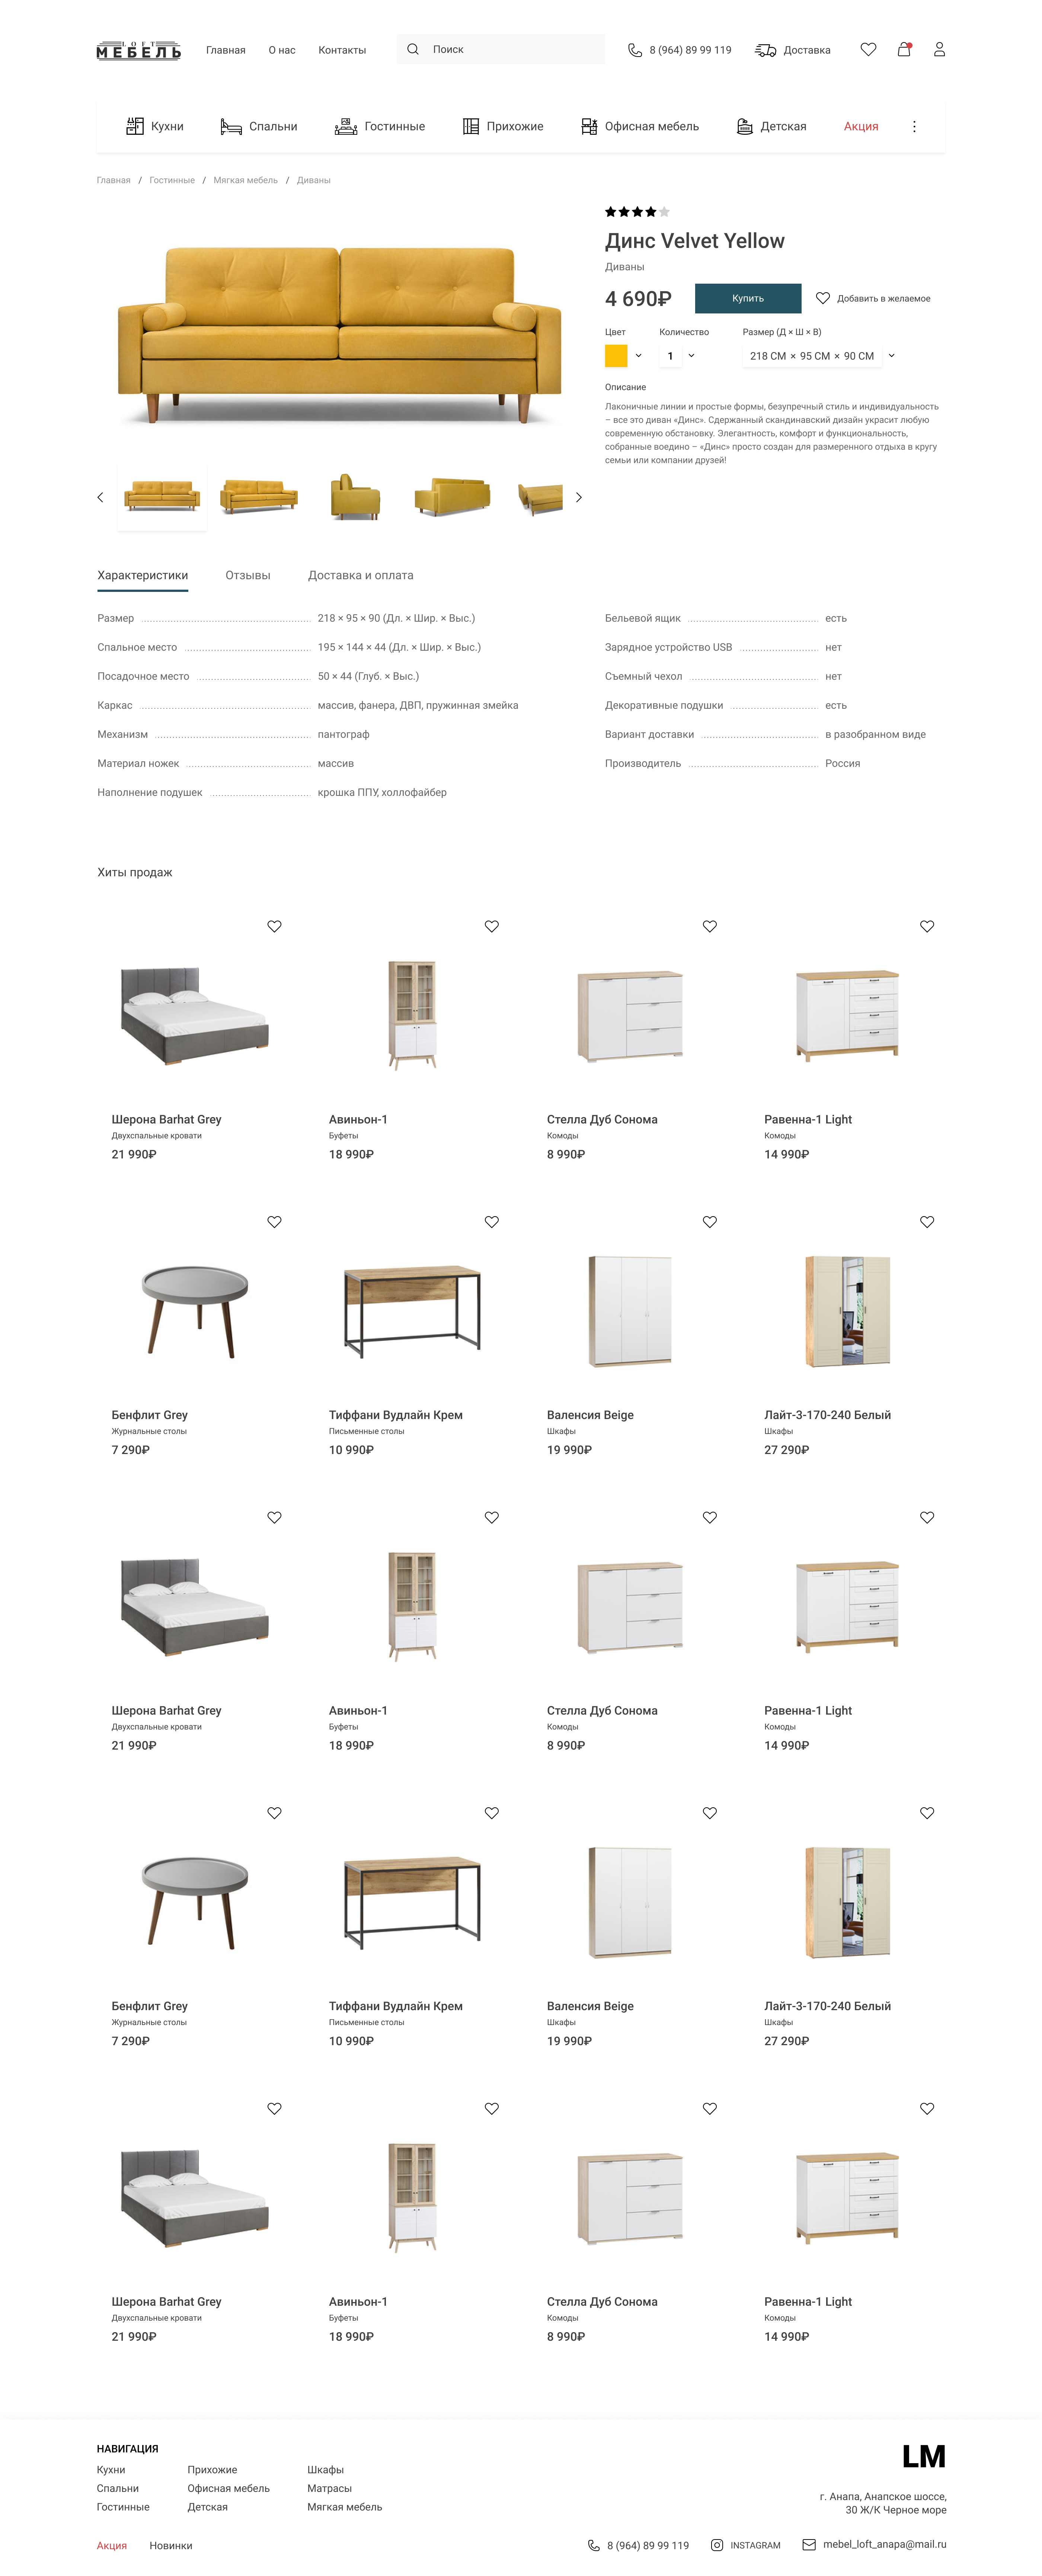 LOFT
МЕБЕЛЬ
Главная О нас Контакты Поиск 8 (964) 89 99 119 Доставка
Кухни Спальни Гостинные Прихожие Офисная мебель Детская Акция
Главная / Гостинные / Мягкая мебель / Диваны
Динс Velvet Yellow
Диваны
4 690₽ Купить Добавить в желаемое
Цвет Количество Размер (Д × Ш × В)
1 218 СМ × 95 СМ × 90 СМ
Описание
Лаконичные линии и простые формы, безупречный стиль и индивидуальность
– все это диван «Динс». Сдержанный скандинавский дизайн украсит любую
современную обстановку. Элегантность, комфорт и функциональность,
собранные воедино – «Динс» просто создан для размеренного отдыха в кругу
семьи или компании друзей!
Характеристики Отзывы Доставка и оплата
Размер 218 × 95 × 90 (Дл. × Шир. × Выс.)
Спальное место 195 × 144 × 44 (Дл. × Шир. × Выс.)
Посадочное место 50 × 44 (Глуб. × Выс.)
Каркас массив, фанера, ДВП, пружинная змейка
Механизм пантограф
Материал ножек массив
Наполнение подушек крошка ППУ, холлофайбер
Бельевой ящик есть
Зарядное устройство USB нет
Съемный чехол нет
Декоративные подушки есть
Вариант доставки в разобранном виде
Производитель Россия
Хиты продаж
Шерона Barhat Grey Авиньон-1 Стелла Дуб Сонома Равенна-1 Light
Двухспальные кровати Буфеты Комоды Комоды
21 990₽ 18 990₽ 8 990₽ 14 990₽
Бенфлит Grey Тиффани Вудлайн Крем Валенсия Beige Лайт-3-170-240 Белый
Журнальные столы Письменные столы Шкафы Шкафы
7 290₽ 10 990₽ 19 990₽ 27 290₽
Шерона Barhat Grey Авиньон-1 Стелла Дуб Сонома Равенна-1 Light
Двухспальные кровати Буфеты Комоды Комоды
21 990₽ 18 990₽ 8 990₽ 14 990₽
Бенфлит Grey Тиффани Вудлайн Крем Валенсия Beige Лайт-3-170-240 Белый
Журнальные столы Письменные столы Шкафы Шкафы
7 290₽ 10 990₽ 19 990₽ 27 290₽
Шерона Barhat Grey Авиньон-1 Стелла Дуб Сонома Равенна-1 Light
Двухспальные кровати Буфеты Комоды Комоды
21 990₽ 18 990₽ 8 990₽ 14 990₽
НАВИГАЦИЯ
Кухни Прихожие Шкафы
Спальни Офисная мебель Матрасы
Гостинные Детская Мягкая мебель
LM
г. Анапа, Анапское шоссе,
30 Ж/К Черное море
Акция Новинки 8 (964) 89 99 119 INSTAGRAM mebel_loft_anapa@mail.ru